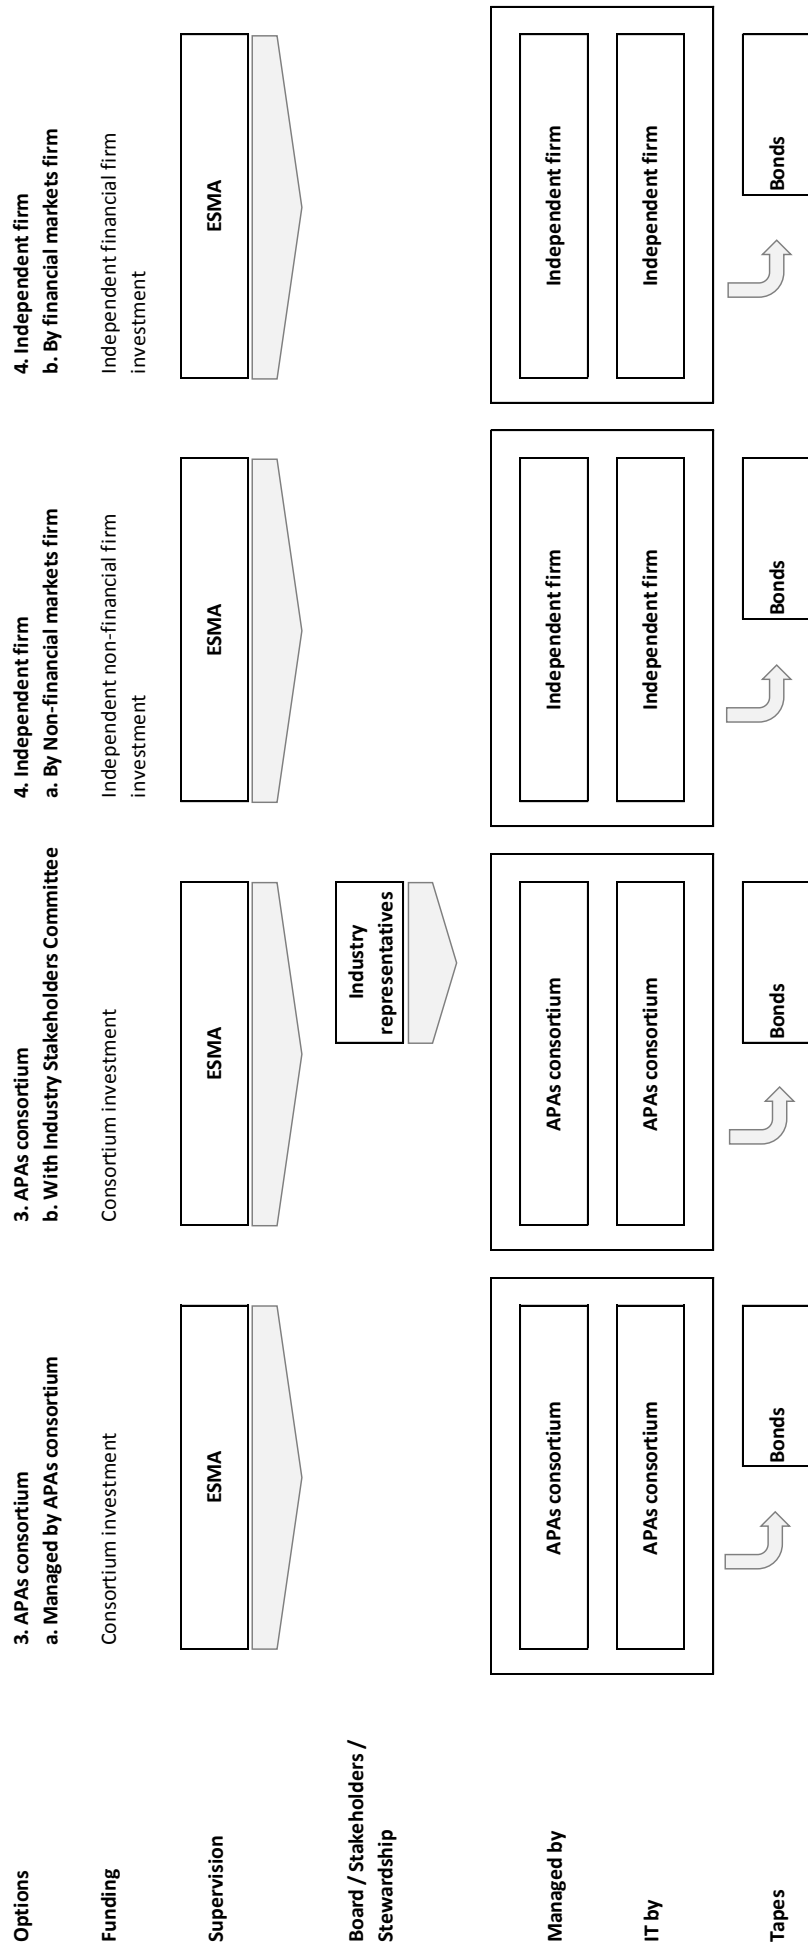 Options
3. APAs consortium
a. Managed by APAs consortium
3. APAs consortium
b. With Industry Stakeholders Committee
4. Independent firm
a. By Non-financial markets firm
4. Independent firm
b. By financial markets firm
Funding
Consortium investment
Consortium investment
Independent non-financial firm
investment
Independent financial firm
investment
Supervision
ESMA
ESMA
ESMA
ESMA
Board / Stakeholders /
Stewardship
Industry
representatives
Managed by
APAs consortium
APAs consortium
Independent firm
Independent firm
IT by
APAs consortium
APAs consortium
Independent firm
Independent firm
Tapes
Bonds
Bonds
Bonds
Bonds